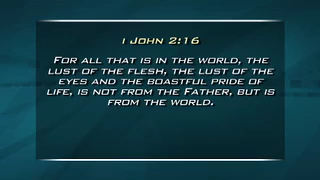 I John 2:16
For all that is in the world, the
lust of the flesh, the lust of the
eyes and the boastful pride of
life, is not from the Father, but is
from the world.